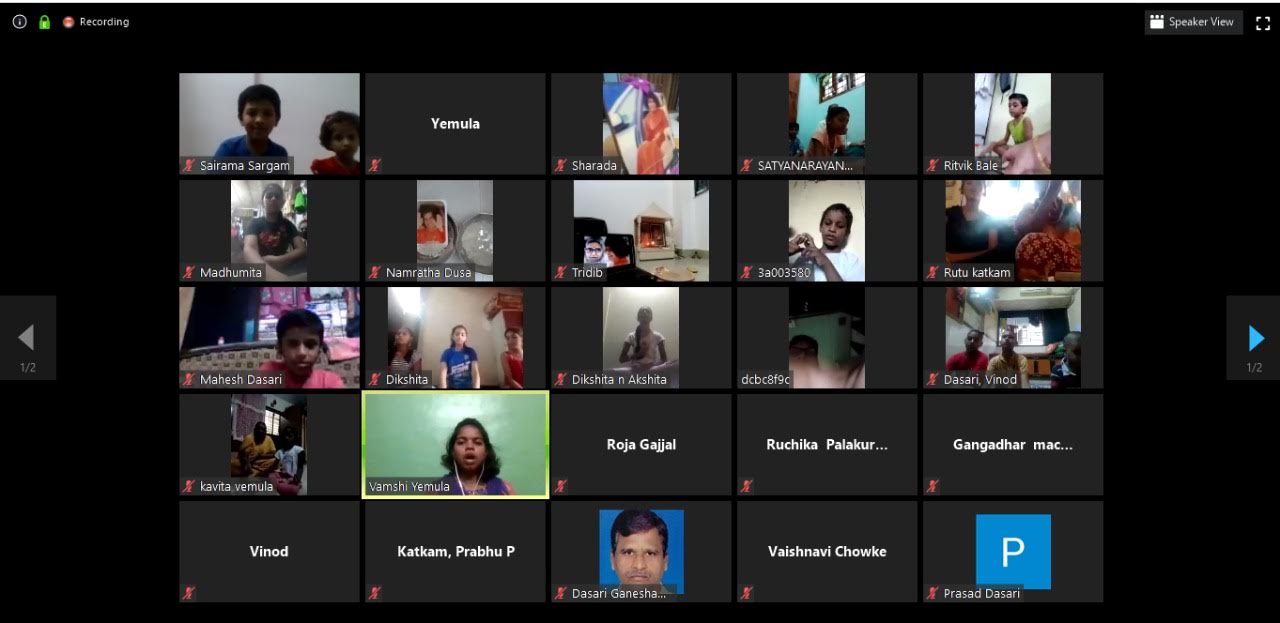 Recording
Speaker View
Sairama Sargam
Yemula
Sharada
SATYANARAYAN...
Ritvik Bale
Madhumita
Namratha Dusa
Tridib
3a003580
Rutu katkam
Mahesh Dasari
Dikshita
Dikshita n Akshita
dcbc8f9c
Dasari, Vinod
1/2
1/2
kavita vemula
Vamshi Yemula
Roja Gajjal
Ruchika Palakur...
Gangadhar mac...
Vinod
Katkam, Prabhu P
Dasari Ganesha...
Vaishnavi Chowke
P
Prasad Dasari